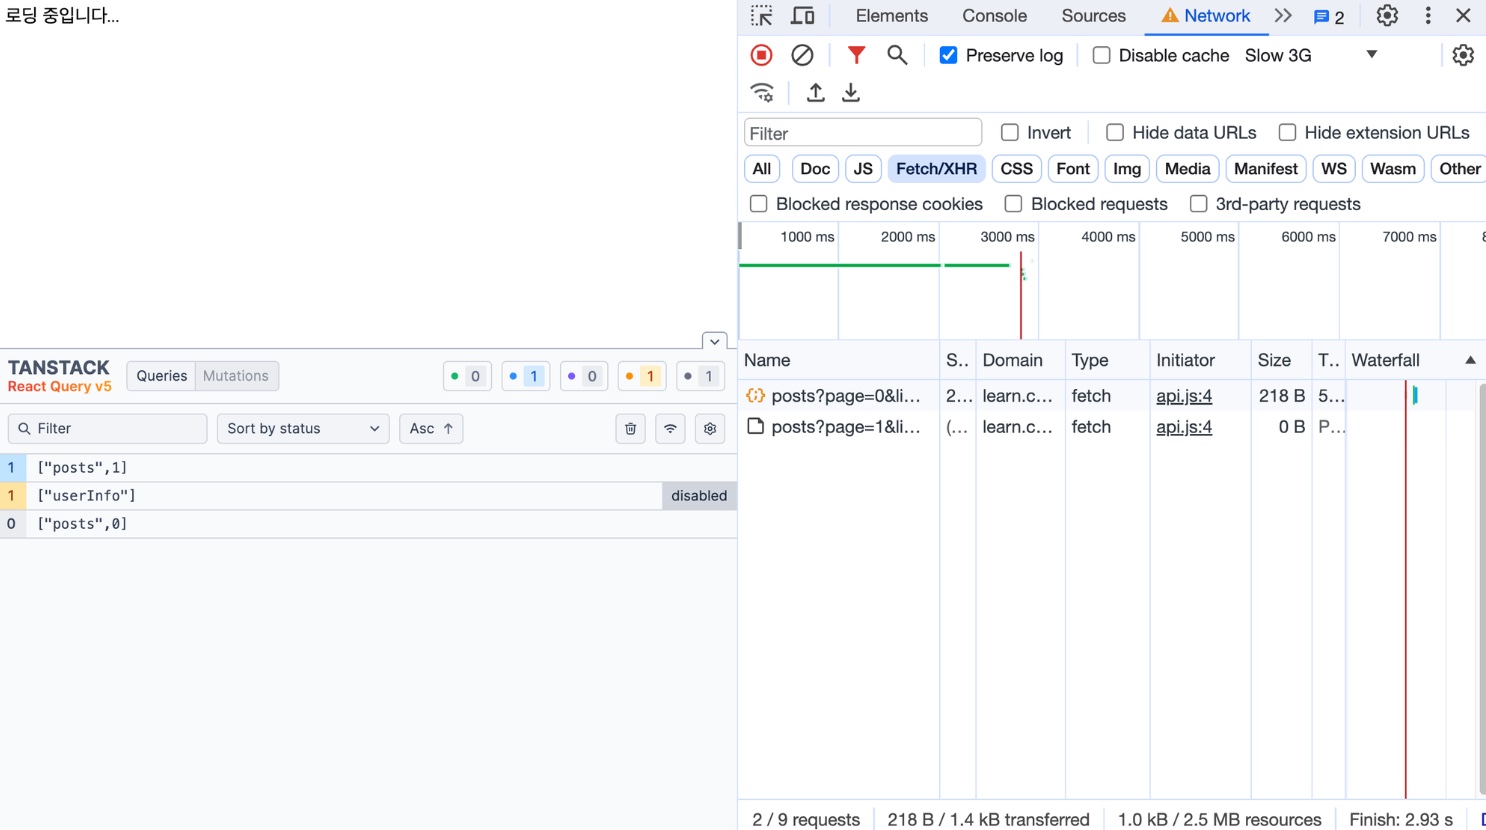 로딩 중입니다...
Elements Console Sources Network 2
Preserve log Disable cache Slow 3G
Filter Invert Hide data URLs Hide extension URLs
All Doc JS Fetch/XHR CSS Font Img Media Manifest WS Wasm Other
Blocked response cookies Blocked requests 3rd-party requests
1000 ms 2000 ms 3000 ms 4000 ms 5000 ms 6000 ms 7000 ms
Name S.. Domain Type Initiator Size T.. Waterfall
posts?page=0&li... 2... learn.c... fetch api.js:4 218 B 5...
posts?page=1&li... (... learn.c... fetch api.js:4 0 B P...
2 / 9 requests 218 B / 1.4 kB transferred 1.0 kB / 2.5 MB resources Finish: 2.93 s
TANSTACK
React Query v5
Queries Mutations 0 1 0 1 1
Filter Sort by status Asc ↑
1 ["posts",1]
1 ["userInfo"] disabled
0 ["posts",0]